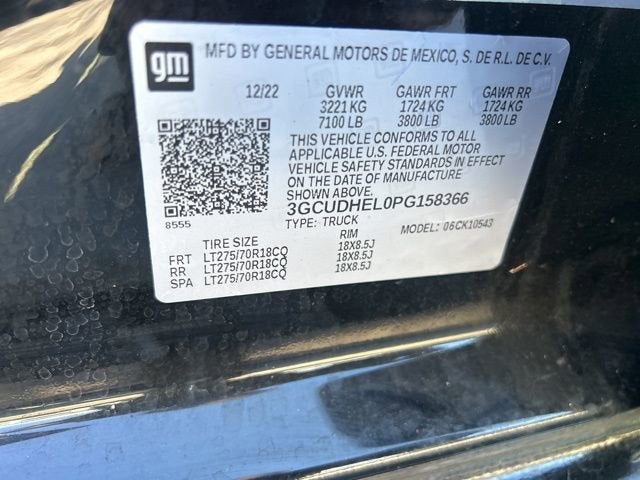 gm
MFD BY GENERAL MOTORS DE MEXICO, S. DE R.L. DE C.V.
12/22 GVWR GAWR FRT GAWR RR
3221 KG 1724 KG 1724 KG
7100 LB 3800 LB 3800 LB
THIS VEHICLE CONFORMS TO ALL
APPLICABLE U.S. FEDERAL MOTOR
VEHICLE SAFETY STANDARDS IN EFFECT
ON THE DATE OF MANUFACTURE
SHOWN ABOVE.
8555
3GCUDHEL0PG158366
TYPE: TRUCK MODEL: 06CK10543
TIRE SIZE RIM
FRT LT275/70R18CQ 18X8.5J
RR LT275/70R18CQ 18X8.5J
SPA LT275/70R18CQ 18X8.5J